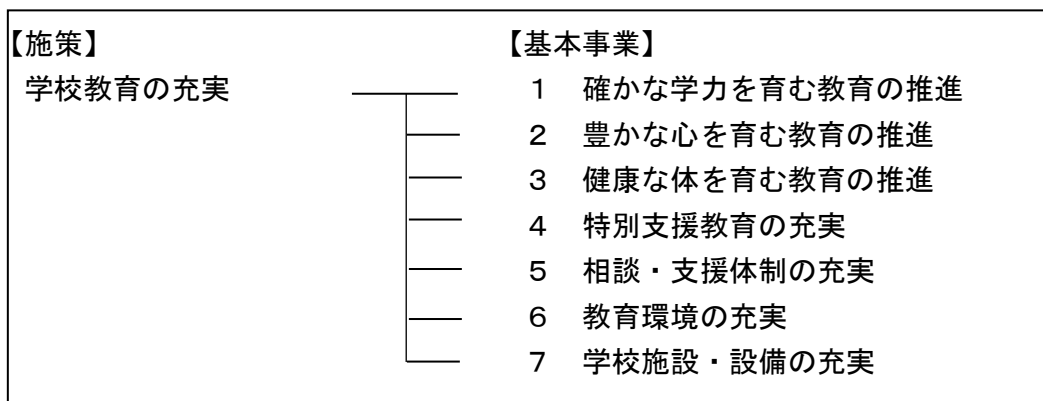 【施策】 【基本事業】
学校教育の充実 1 確かな学力を育む教育の推進
2 豊かな心を育む教育の推進
3 健康な体を育む教育の推進
4 特別支援教育の充実
5 相談・支援体制の充実
6 教育環境の充実
7 学校施設・設備の充実